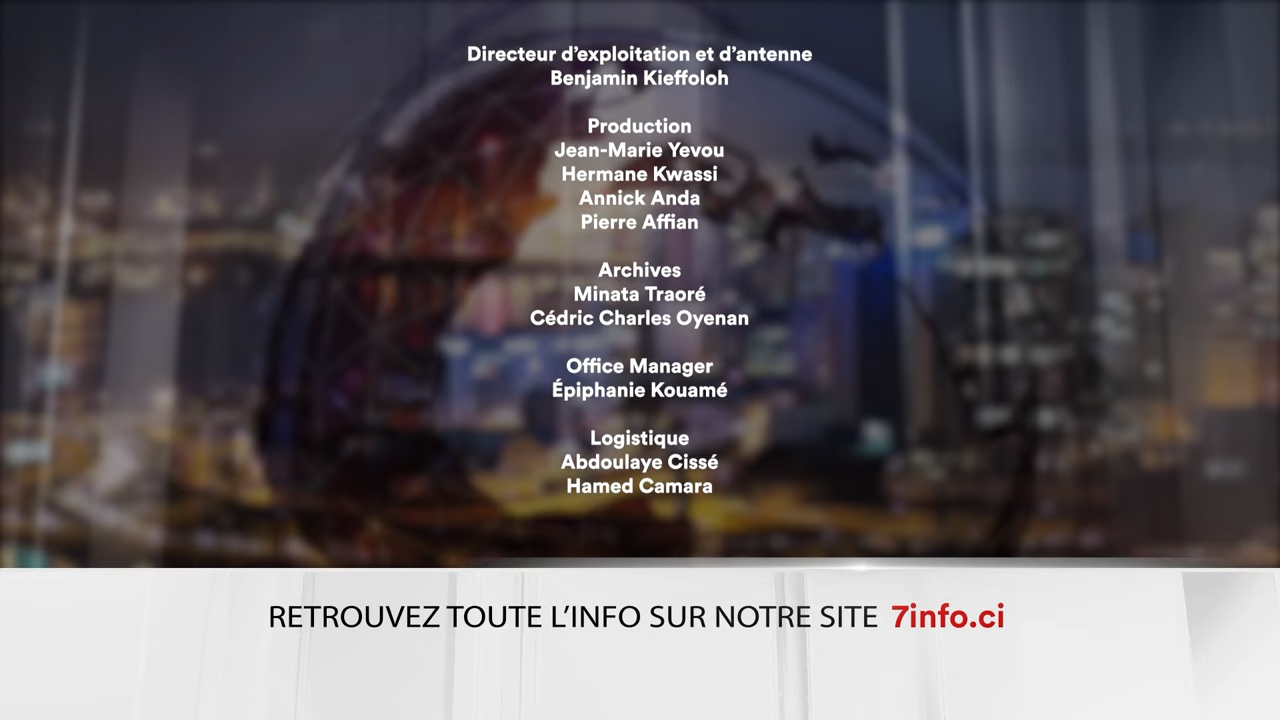 Directeur d’exploitation et d’antenne
Benjamin Kieffoloh
Production
Jean-Marie Yevou
Hermane Kwassi
Annick Anda
Pierre Affian
Archives
Minata Traoré
Cédric Charles Oyenan
Office Manager
Épiphanie Kouamé
Logistique
Abdoulaye Cissé
Hamed Camara
RETROUVEZ TOUTE L’INFO SUR NOTRE SITE 7info.ci